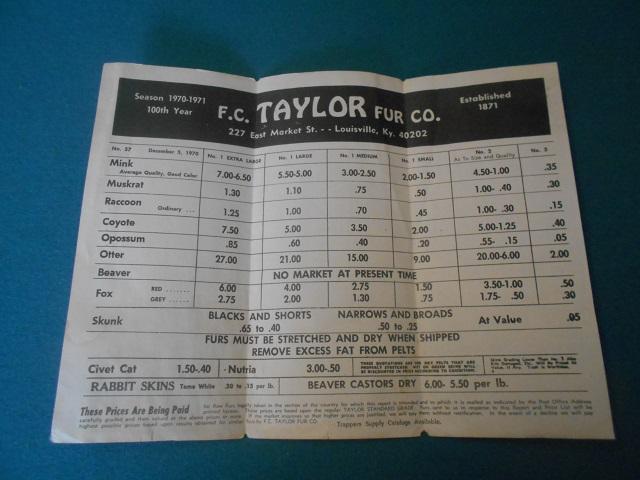 Season 1970-1971
100th Year
F.C. TAYLOR FUR CO.
227 East Market St. - - Louisville, Ky. 40202
Established
1871
No. 57 December 5, 1970 No. 1 EXTRA LARGE No. 1 LARGE No. 1 MEDIUM No. 1 SMALL No. 2 As To Size and Quality No. 3
Mink 7.00-6.50 5.50-5.00 3.00-2.50 2.00-1.50 4.50-1.00 .35
Average Quality, Good Color
Muskrat 1.30 1.10 .75 .50 1.00- .40 .30
Raccoon Ordinary ... 1.25 1.00 .70 .45 1.00- .30 .15
Coyote 7.50 5.00 3.50 2.00 5.00-1.25 .40
Opossum .85 .60 .40 .20 .55- .15 .05
Otter 27.00 21.00 15.00 9.00 20.00-6.00 2.00
Beaver NO MARKET AT PRESENT TIME
Fox RED ....... 6.00 4.00 2.75 1.50 3.50-1.00 .50
GREY ...... 2.75 2.00 1.30 .75 1.75- .50 .30
Skunk BLACKS AND SHORTS NARROWS AND BROADS At Value .05
.65 to .40 .50 to .25
FURS MUST BE STRETCHED AND DRY WHEN SHIPPED
REMOVE EXCESS FAT FROM PELTS
Civet Cat 1.50-.40 Nutria 3.00-.50
RABBIT SKINS Tame White .20 to .15 per lb. BEAVER CASTORS DRY 6.00- 5.50 per lb.
These Prices Are Being Paid
Trappers Supply Catalogs Available.